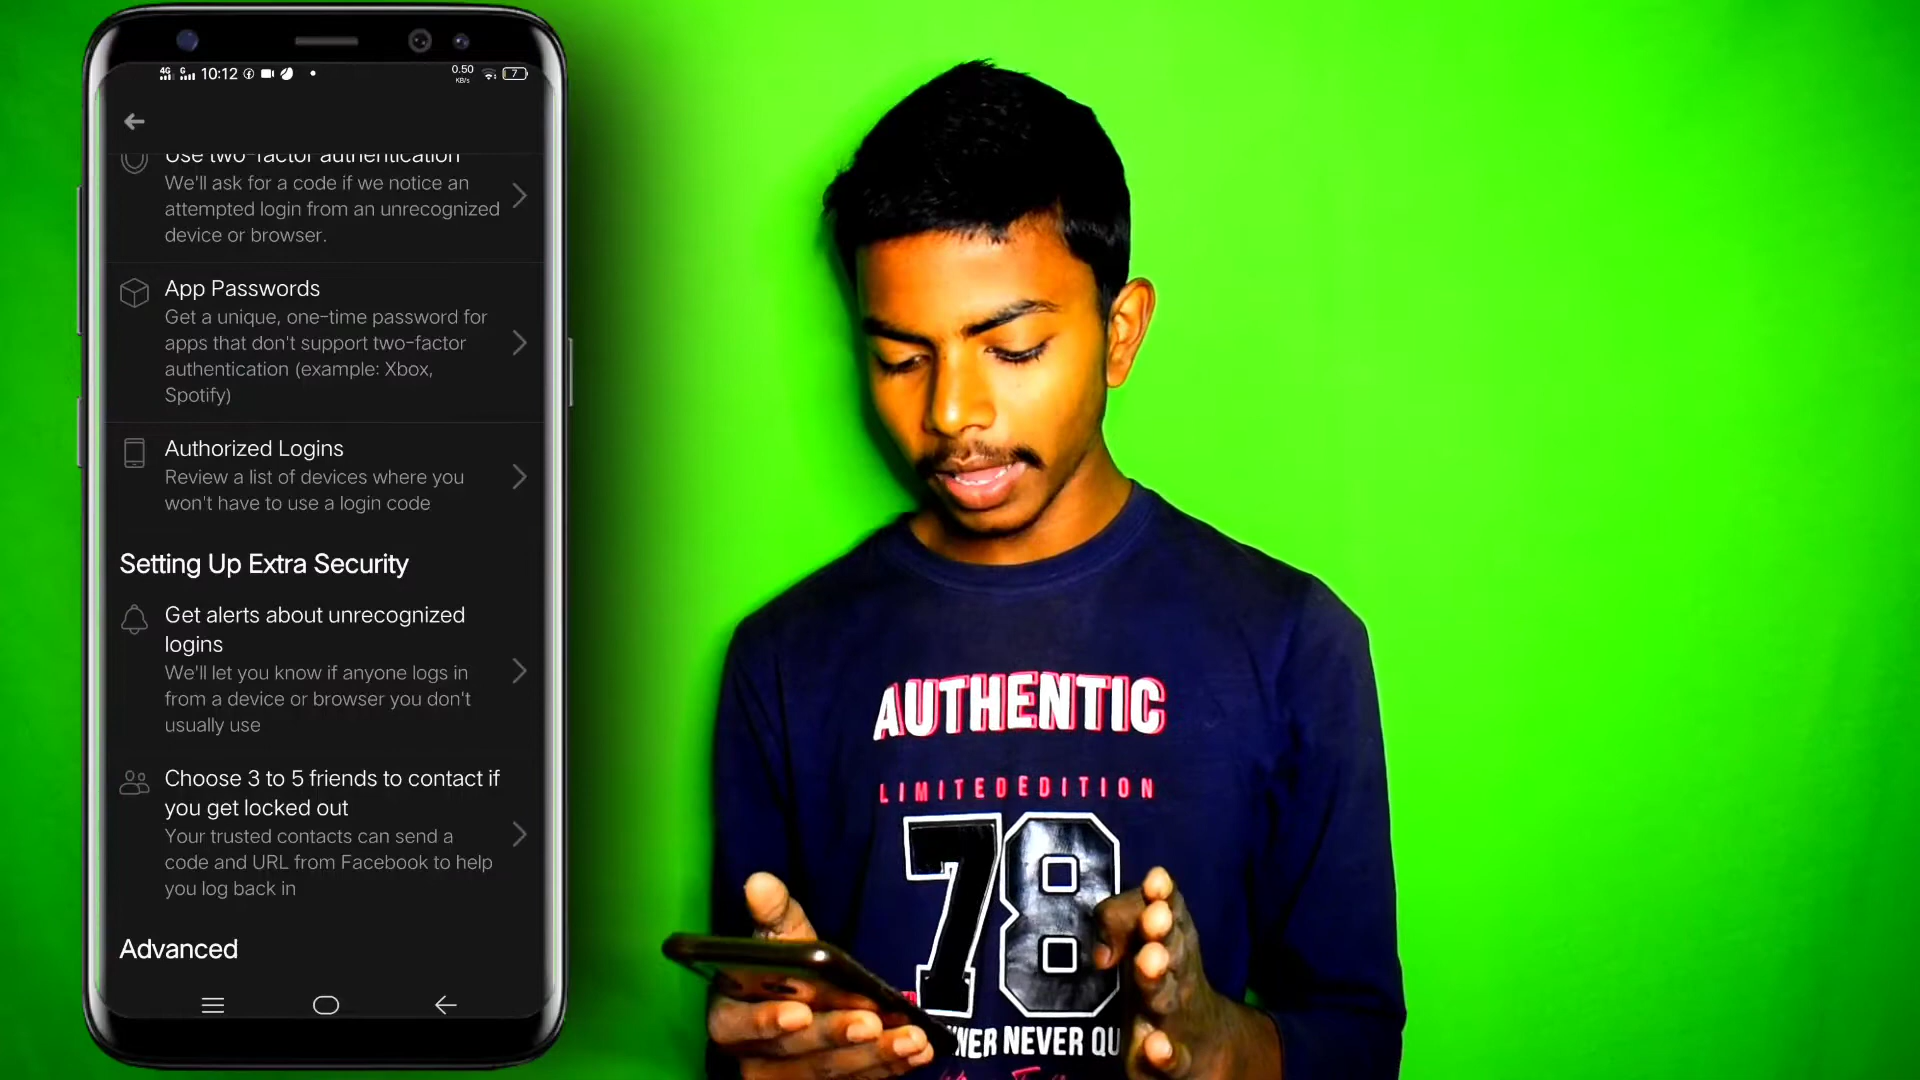 4G G 10:12 0.50 KB/s 7
Use two-factor authentication
We'll ask for a code if we notice an
attempted login from an unrecognized
device or browser.
App Passwords
Get a unique, one-time password for
apps that don't support two-factor
authentication (example: Xbox,
Spotify)
Authorized Logins
Review a list of devices where you
won't have to use a login code
Setting Up Extra Security
Get alerts about unrecognized
logins
We'll let you know if anyone logs in
from a device or browser you don't
usually use
Choose 3 to 5 friends to contact if
you get locked out
Your trusted contacts can send a
code and URL from Facebook to help
you log back in
Advanced
AUTHENTIC
LIMITEDEDITION
78
NEVER